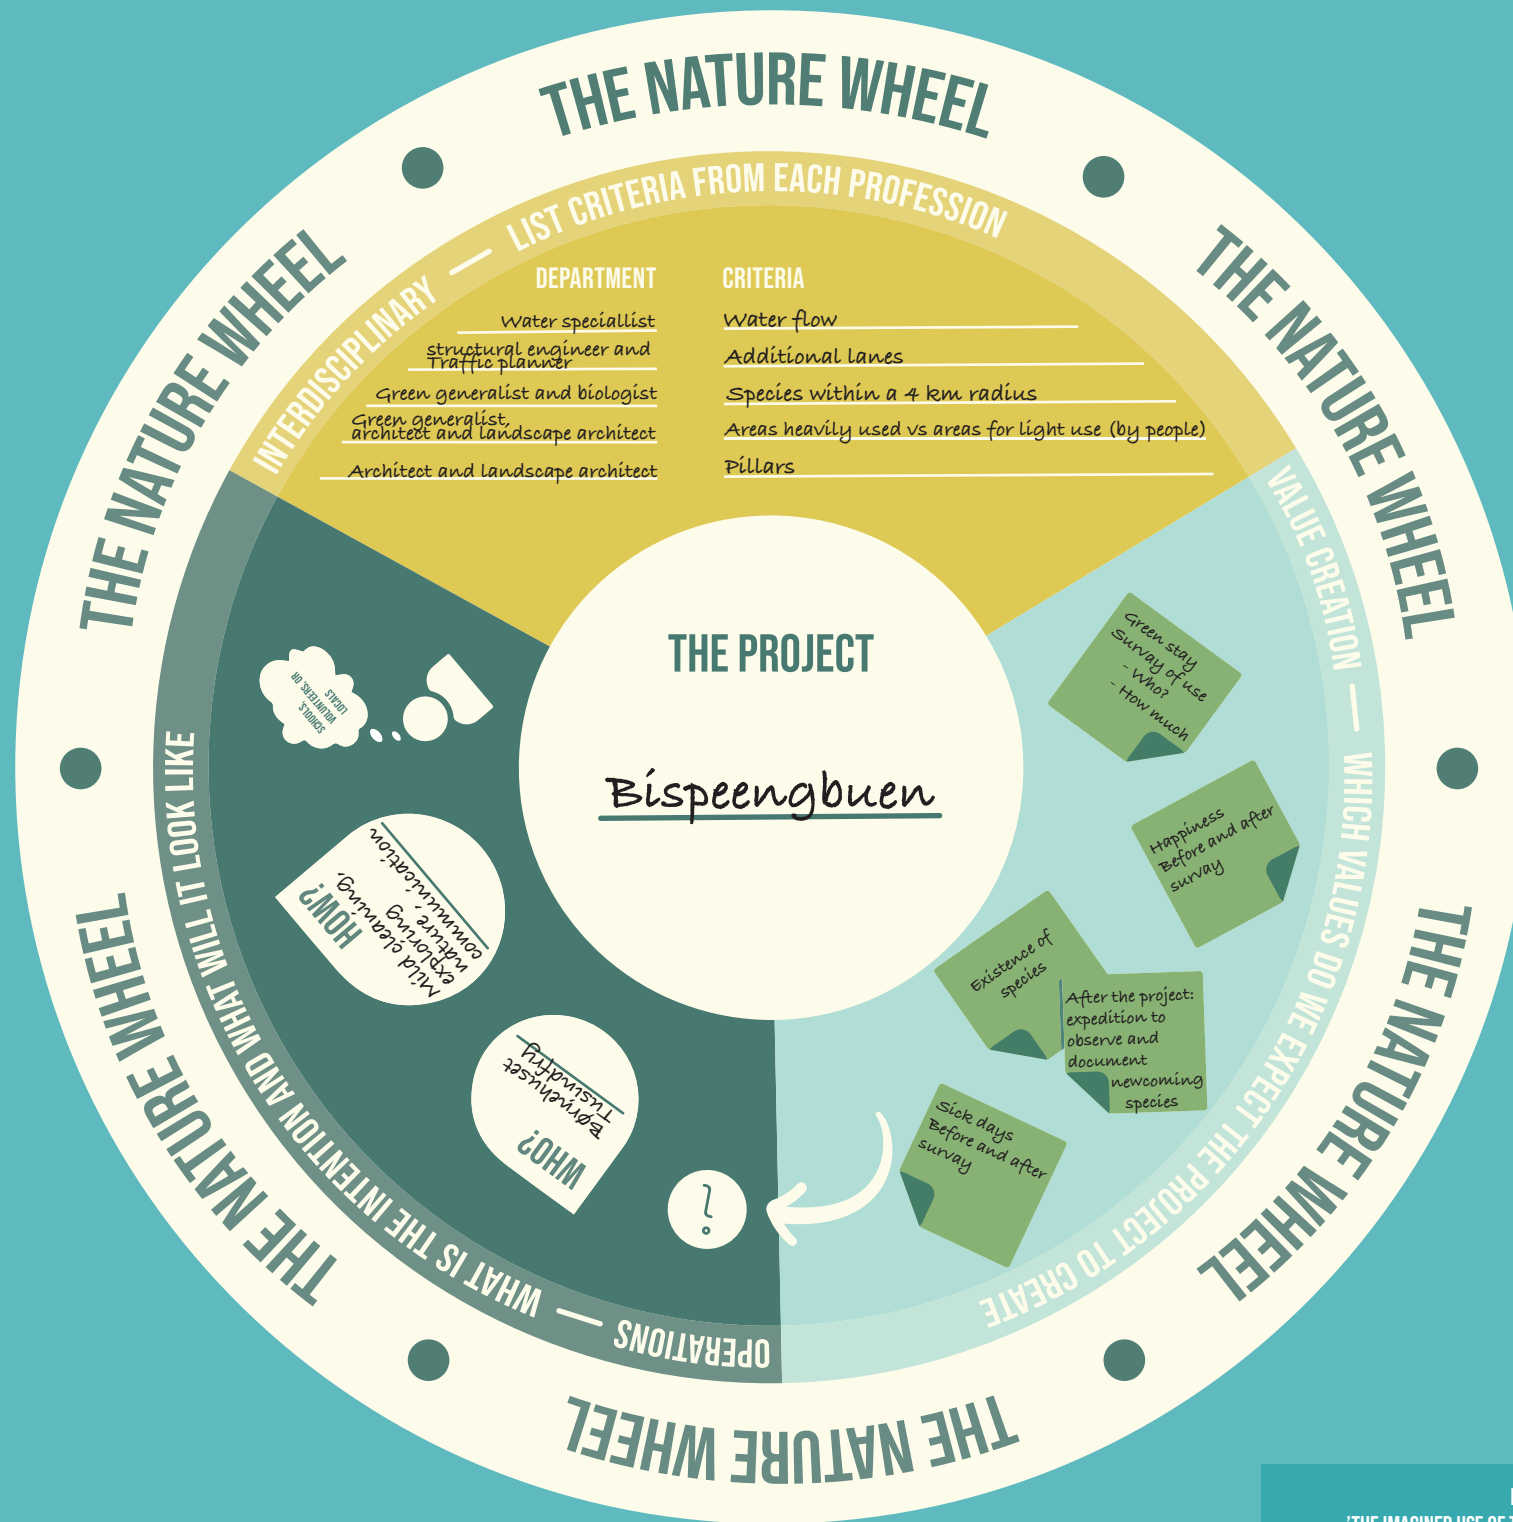 THE NATURE WHEEL
THE NATURE WHEEL
THE NATURE WHEEL
THE NATURE WHEEL
THE NATURE WHEEL
THE NATURE WHEEL
INTERDISCIPLINARY — LIST CRITERIA FROM EACH PROFESSION
DEPARTMENT
CRITERIA
Water speciallist
Water flow
structural engineer and
Traffic planner
Additional lanes
Green generalist and biologist
Species within a 4 km radius
Green generalist,
architect and landscape architect
Areas heavily used vs areas for light use (by people)
Architect and landscape architect
Pillars
THE PROJECT
Bispeengbuen
VALUE CREATION — WHICH VALUES DO WE EXPECT THE PROJECT TO CREATE
Green stay
Survay of use
- Who?
- How much
Happiness
Before and after
survay
Existence of
species
After the project:
expedition to
observe and
document
newcoming
species
Sick days
Before and after
survay
OPERATIONS — WHAT IS THE INTENTION AND WHAT WILL IT LOOK LIKE
?
WHO?
Børnehuset
Tusindfry
HOW?
Mild cleaning,
exploring
nature,
communication
SCHOOLS,
VOLUNTEERS, OR
LOCALS
'THE IMAGINED USE OF